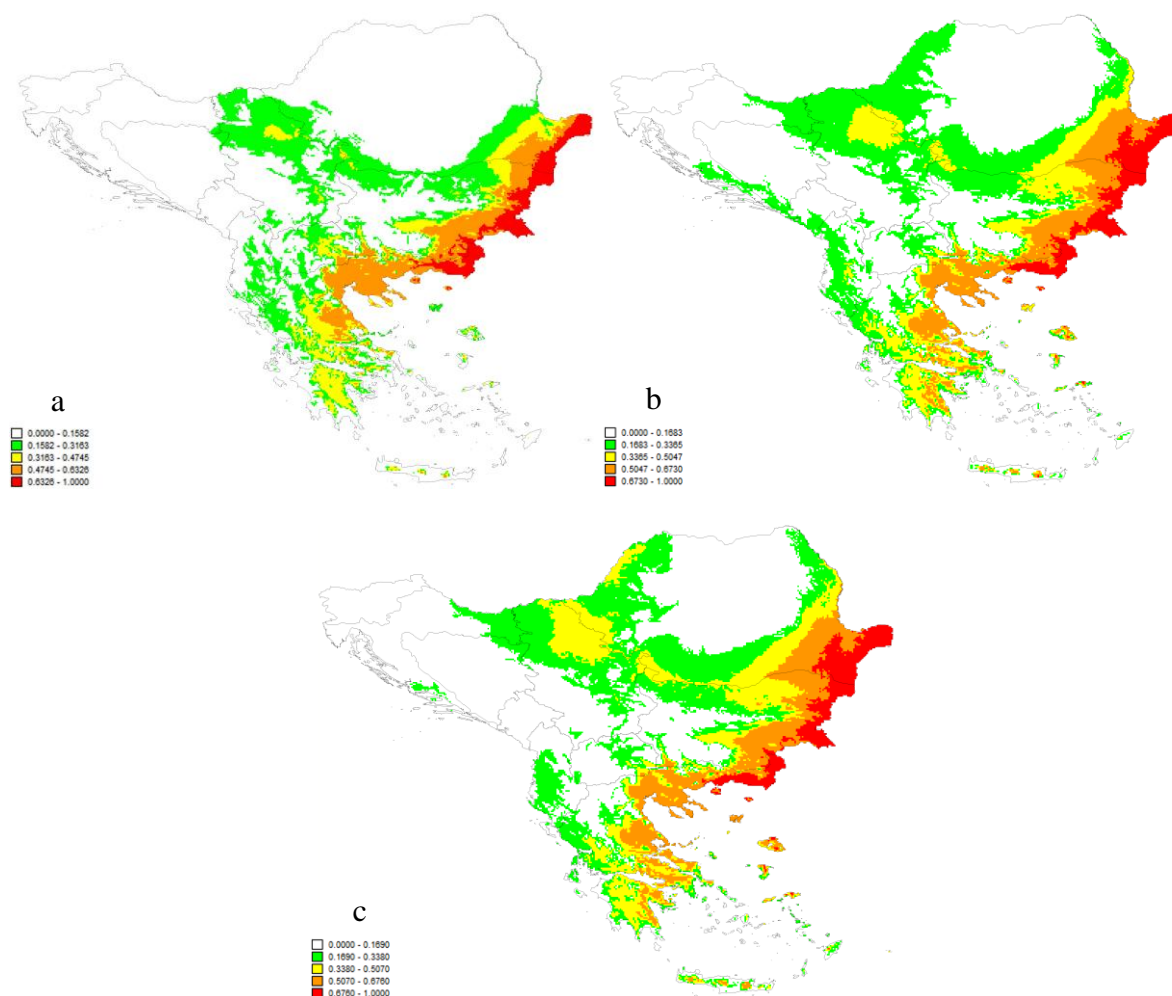 a
0.0000 - 0.1582
0.1582 - 0.3163
0.3163 - 0.4745
0.4745 - 0.6326
0.6326 - 1.0000
b
0.0000 - 0.1683
0.1683 - 0.3365
0.3365 - 0.5047
0.5047 - 0.6730
0.6730 - 1.0000
c
0.0000 - 0.1690
0.1690 - 0.3380
0.3380 - 0.5070
0.5070 - 0.6760
0.6760 - 1.0000